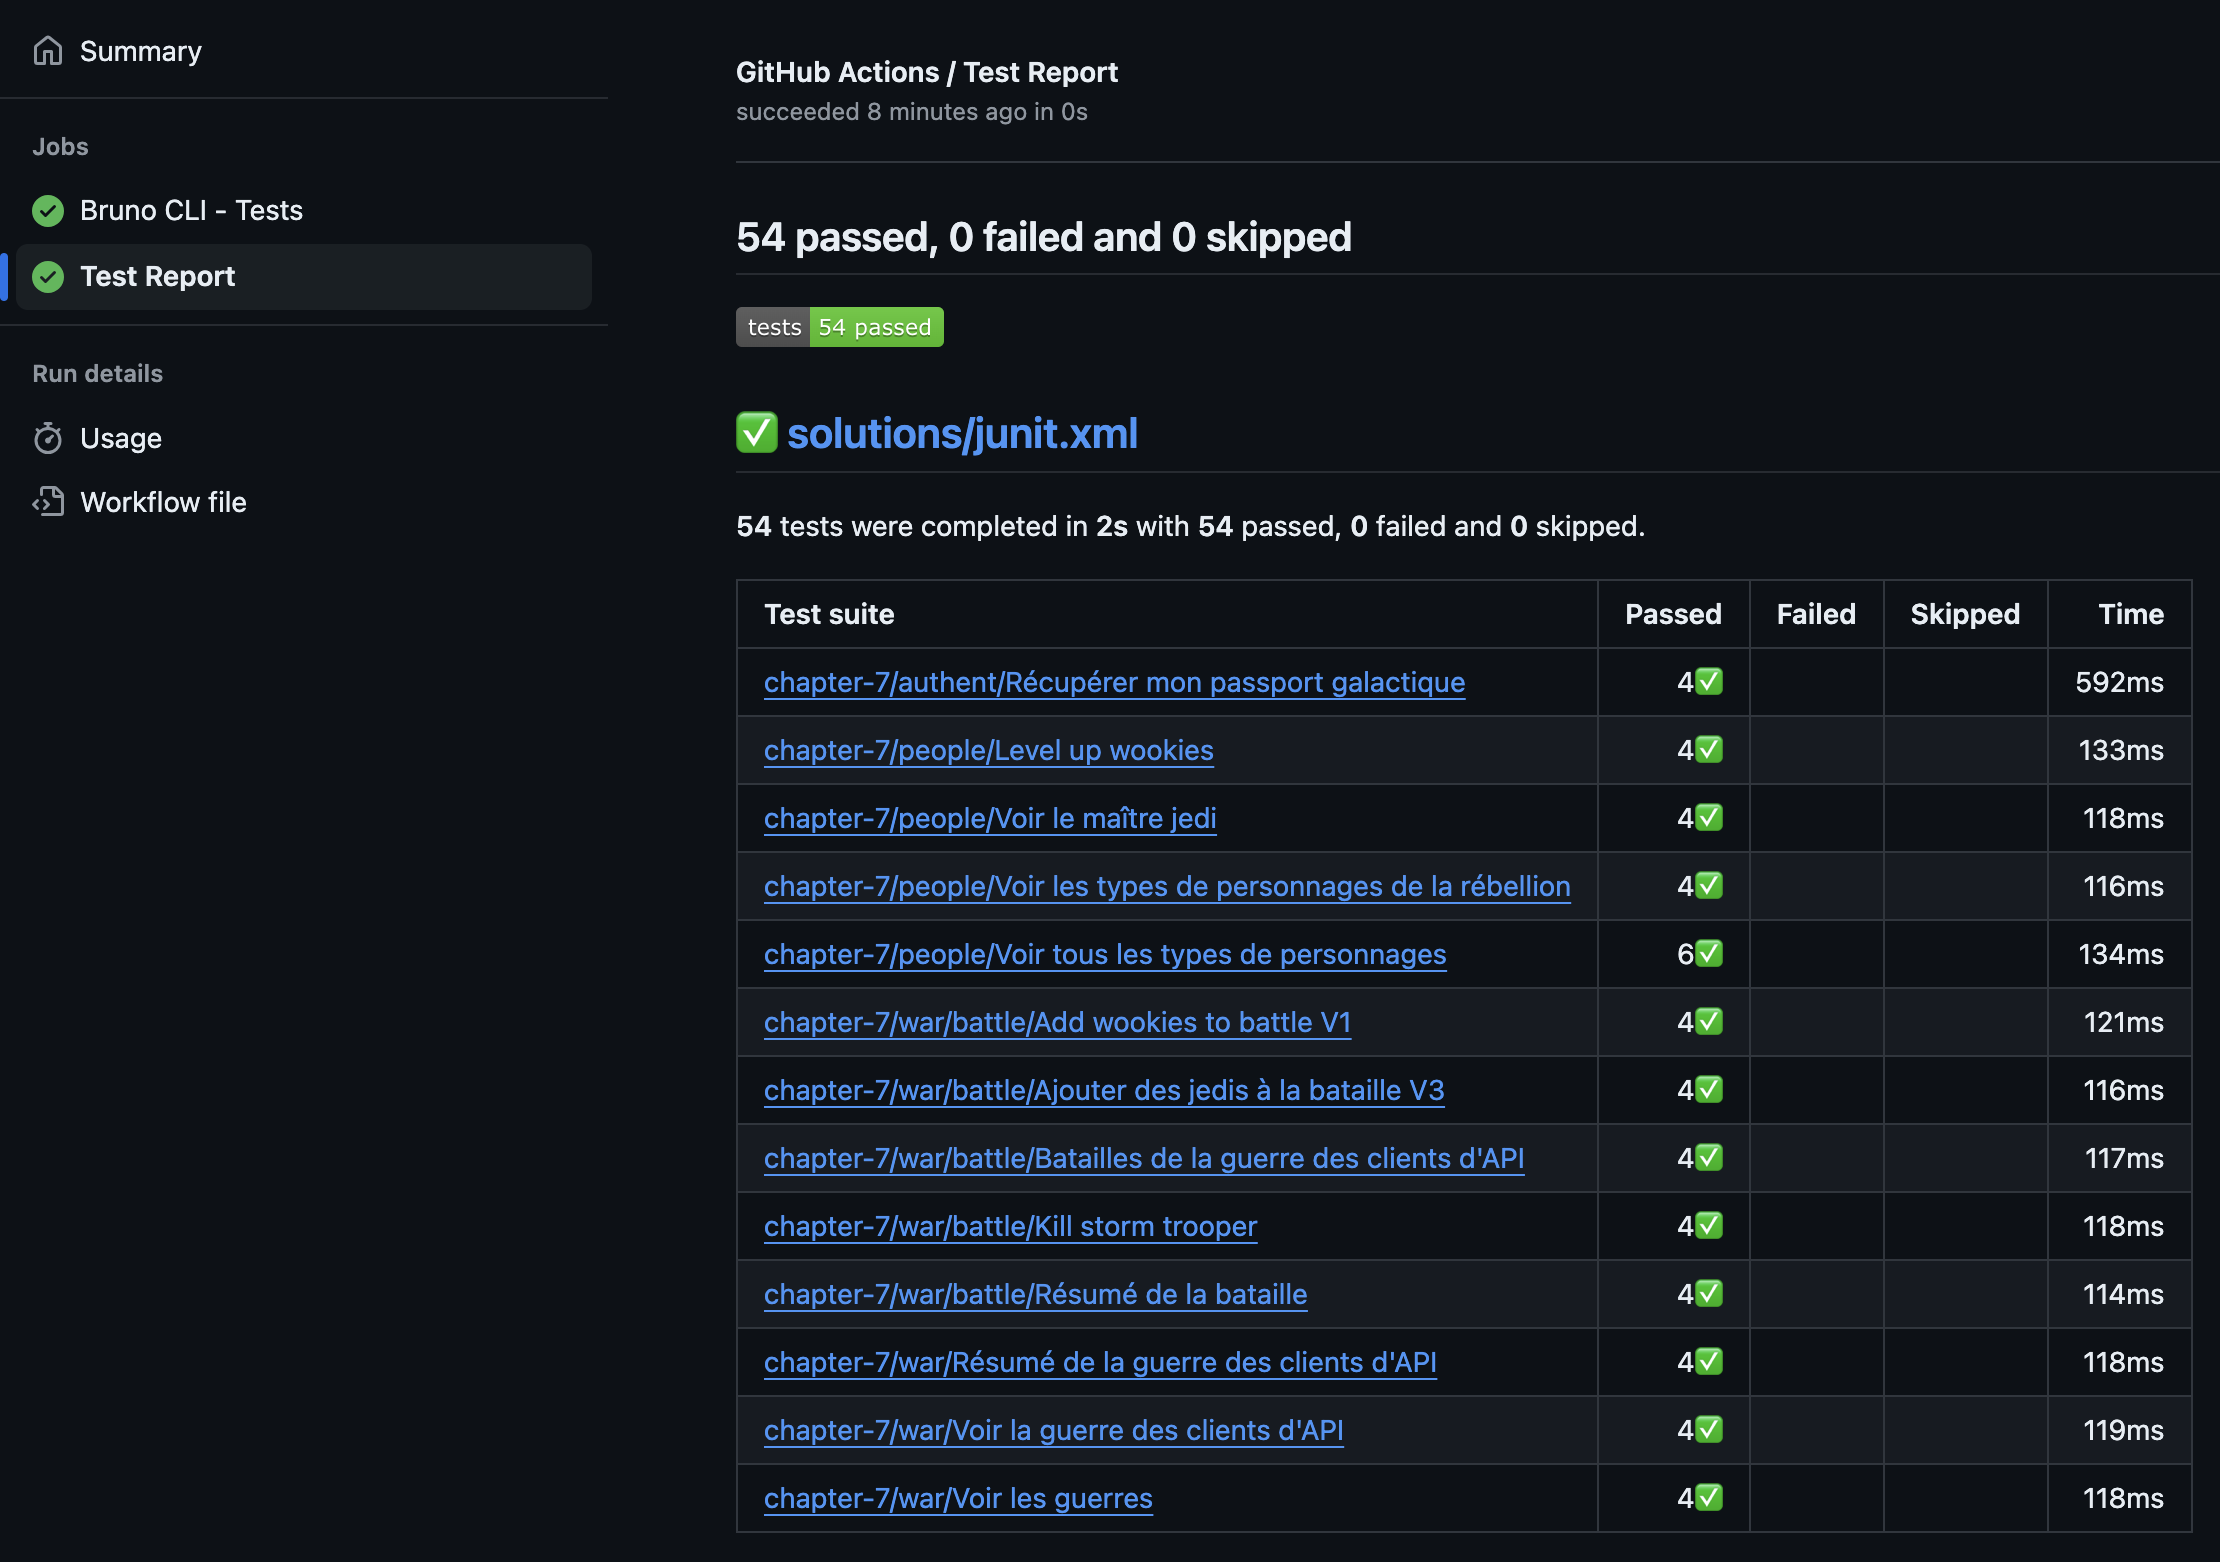 Summary
Jobs
Bruno CLI - Tests
Test Report
Run details
Usage
Workflow file
GitHub Actions / Test Report
succeeded 8 minutes ago in 0s
54 passed, 0 failed and 0 skipped
tests 54 passed
✅ solutions/junit.xml
54 tests were completed in 2s with 54 passed, 0 failed and 0 skipped.
Test suite Passed Failed Skipped Time
chapter-7/authent/Récupérer mon passport galactique 4✅ 592ms
chapter-7/people/Level up wookies 4✅ 133ms
chapter-7/people/Voir le maître jedi 4✅ 118ms
chapter-7/people/Voir les types de personnages de la rébellion 4✅ 116ms
chapter-7/people/Voir tous les types de personnages 6✅ 134ms
chapter-7/war/battle/Add wookies to battle V1 4✅ 121ms
chapter-7/war/battle/Ajouter des jedis à la bataille V3 4✅ 116ms
chapter-7/war/battle/Batailles de la guerre des clients d'API 4✅ 117ms
chapter-7/war/battle/Kill storm trooper 4✅ 118ms
chapter-7/war/battle/Résumé de la bataille 4✅ 114ms
chapter-7/war/Résumé de la guerre des clients d'API 4✅ 118ms
chapter-7/war/Voir la guerre des clients d'API 4✅ 119ms
chapter-7/war/Voir les guerres 4✅ 118ms